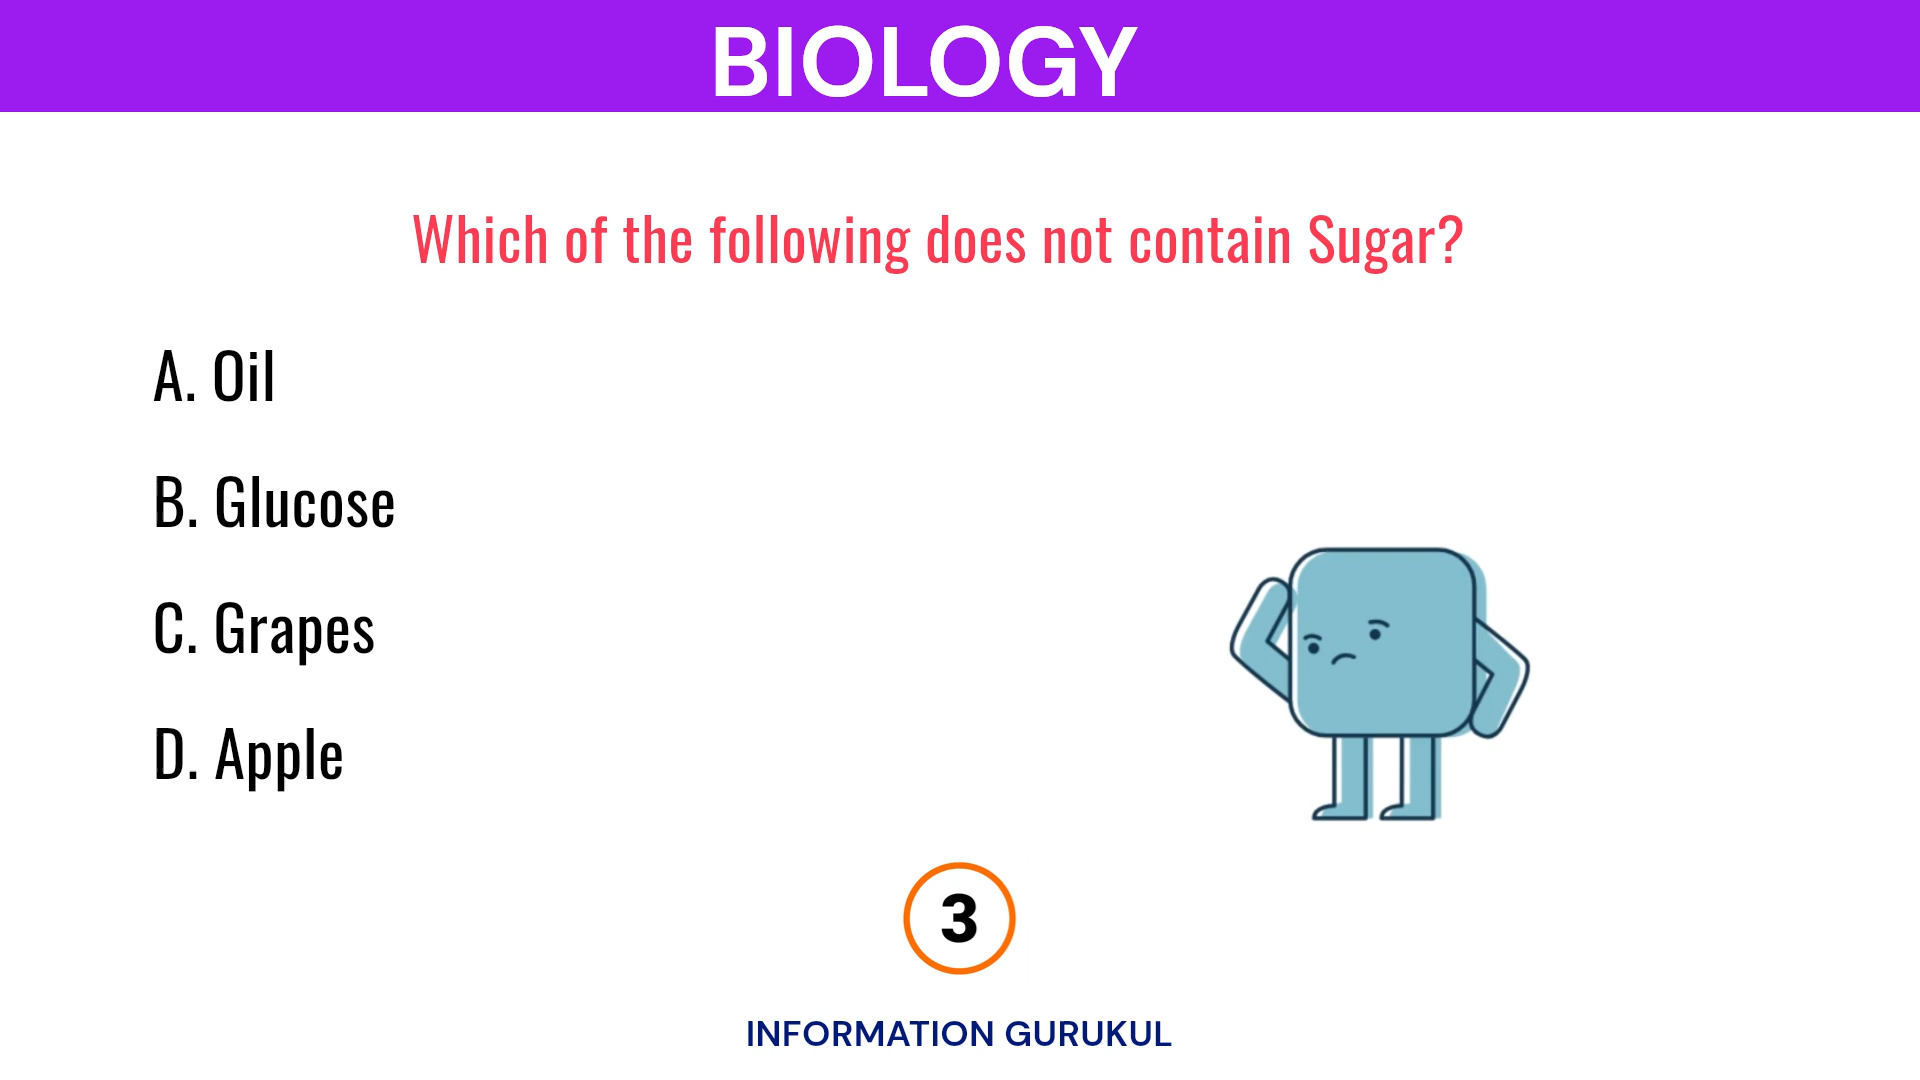 BIOLOGY
Which of the following does not contain Sugar?
A. Oil
B. Glucose
C. Grapes
D. Apple
3
INFORMATION GURUKUL